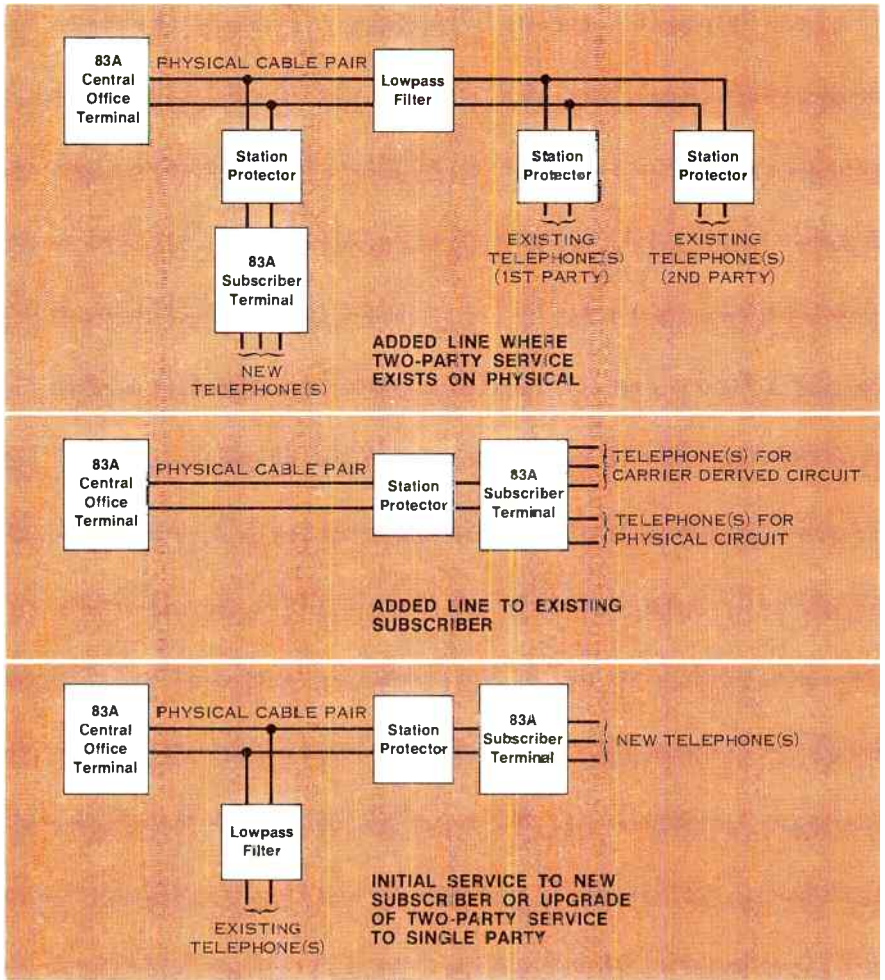 83A
Central
Office
Terminal
PHYSICAL CABLE PAIR
Lowpass
Filter
Station
Protector
Station
Protector
Station
Protector
83A
Subscriber
Terminal
EXISTING
TELEPHONE(S)
(1ST PARTY)
EXISTING
TELEPHONE(S)
(2ND PARTY)
NEW
TELEPHONE(S)
ADDED LINE WHERE
TWO-PARTY SERVICE
EXISTS ON PHYSICAL
83A
Central
Office
Terminal
PHYSICAL CABLE PAIR
Station
Protector
83A
Subscriber
Terminal
TELEPHONE(S) FOR
CARRIER DERIVED CIRCUIT
TELEPHONE(S) FOR
PHYSICAL CIRCUIT
ADDED LINE TO EXISTING
SUBSCRIBER
83A
Central
Office
Terminal
PHYSICAL CABLE PAIR
Station
Protector
83A
Subscriber
Terminal
NEW TELEPHONE(S)
Lowpass
Filter
EXISTING
TELEPHONE(S)
INITIAL SERVICE TO NEW
SUBSCRIBER OR UPGRADE
OF TWO-PARTY SERVICE
TO SINGLE PARTY